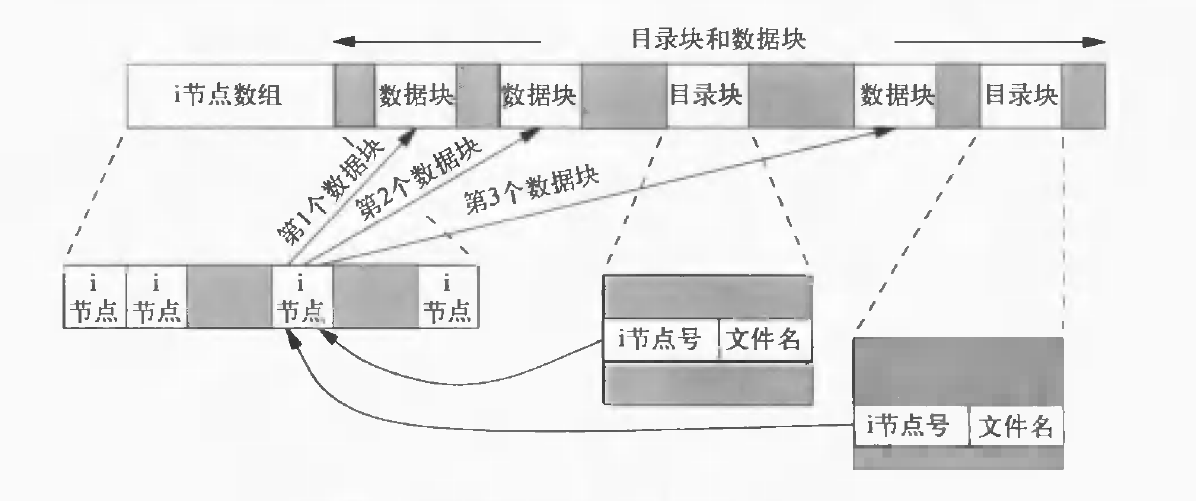 目录块和数据块
i节点数组
数据块
数据块
目录块
数据块
目录块
第1个数据块
第2个数据块
第3个数据块
i
节点
i
节点
i
节点
i
节点
i节点号
文件名
i节点号
文件名